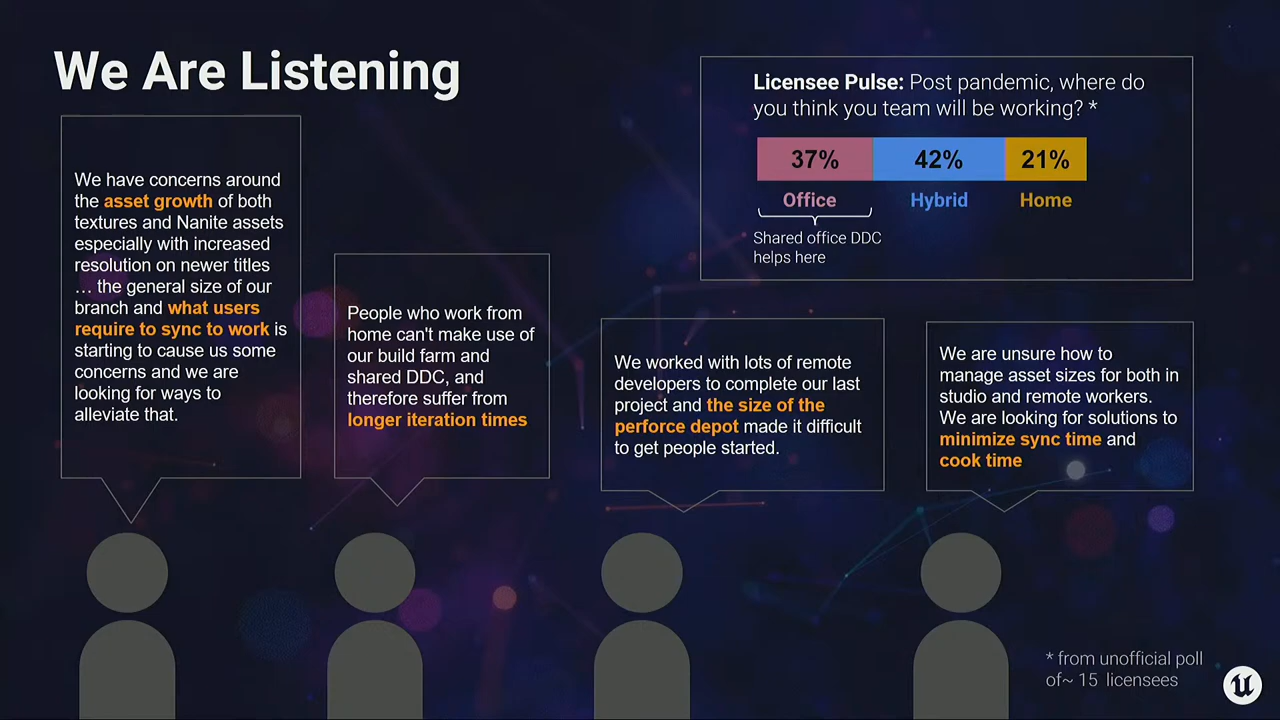 We Are Listening
We have concerns around
the asset growth of both
textures and Nanite assets
especially with increased
resolution on newer titles
… the general size of our
branch and what users
require to sync to work is
starting to cause us some
concerns and we are
looking for ways to
alleviate that.
People who work from
home can't make use of
our build farm and
shared DDC, and
therefore suffer from
longer iteration times
Licensee Pulse: Post pandemic, where do
you think you team will be working? *
37% 42% 21%
Office Hybrid Home
Shared office DDC
helps here
We worked with lots of remote
developers to complete our last
project and the size of the
perforce depot made it difficult
to get people started.
We are unsure how to
manage asset sizes for both in
studio and remote workers.
We are looking for solutions to
minimize sync time and
cook time
* from unofficial poll
of~ 15 licensees